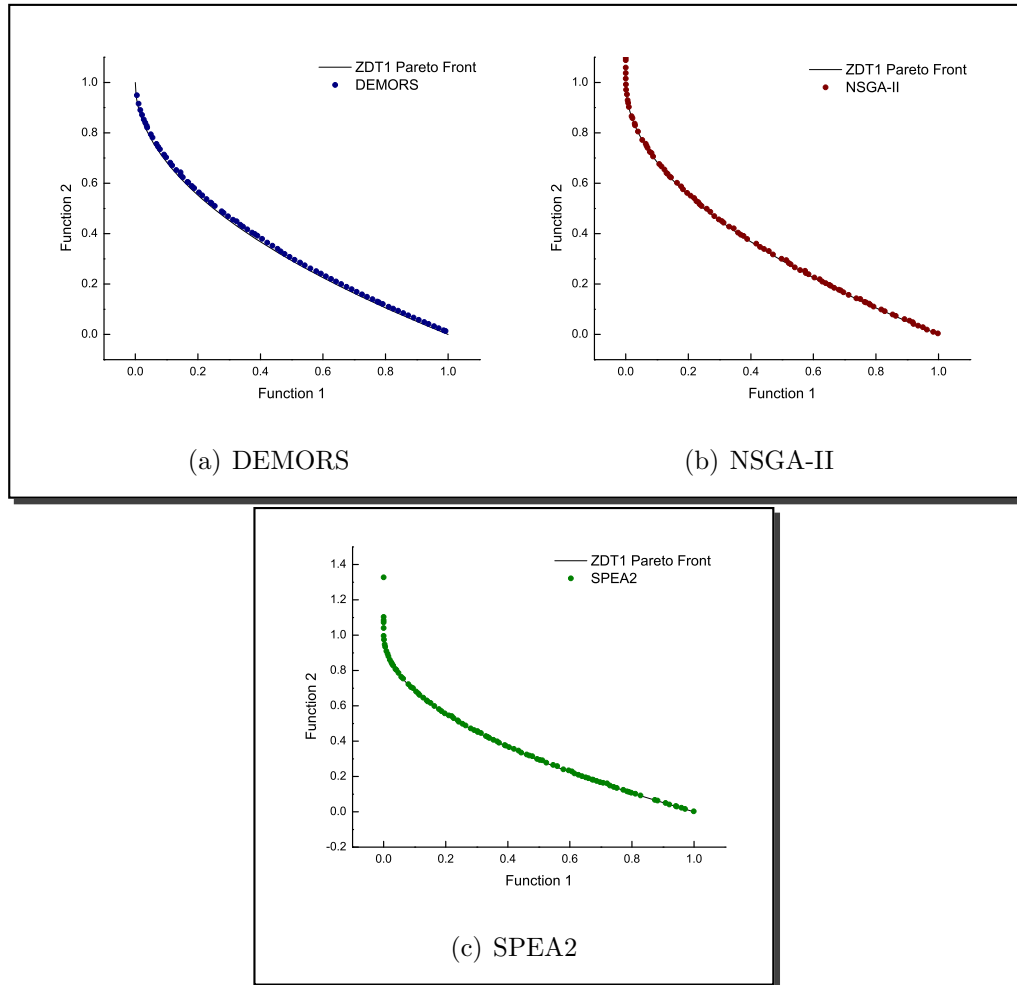 ZDT1 Pareto Front
DEMORS
1.0
0.8
0.6
0.4
0.2
0.0
Function 2
0.0 0.2 0.4 0.6 0.8 1.0
Function 1
(a) DEMORS
ZDT1 Pareto Front
NSGA-II
1.0
0.8
0.6
0.4
0.2
0.0
Function 2
0.0 0.2 0.4 0.6 0.8 1.0
Function 1
(b) NSGA-II
ZDT1 Pareto Front
SPEA2
1.4
1.2
1.0
0.8
0.6
0.4
0.2
0.0
-0.2
Function 2
0.0 0.2 0.4 0.6 0.8 1.0
Function 1
(c) SPEA2